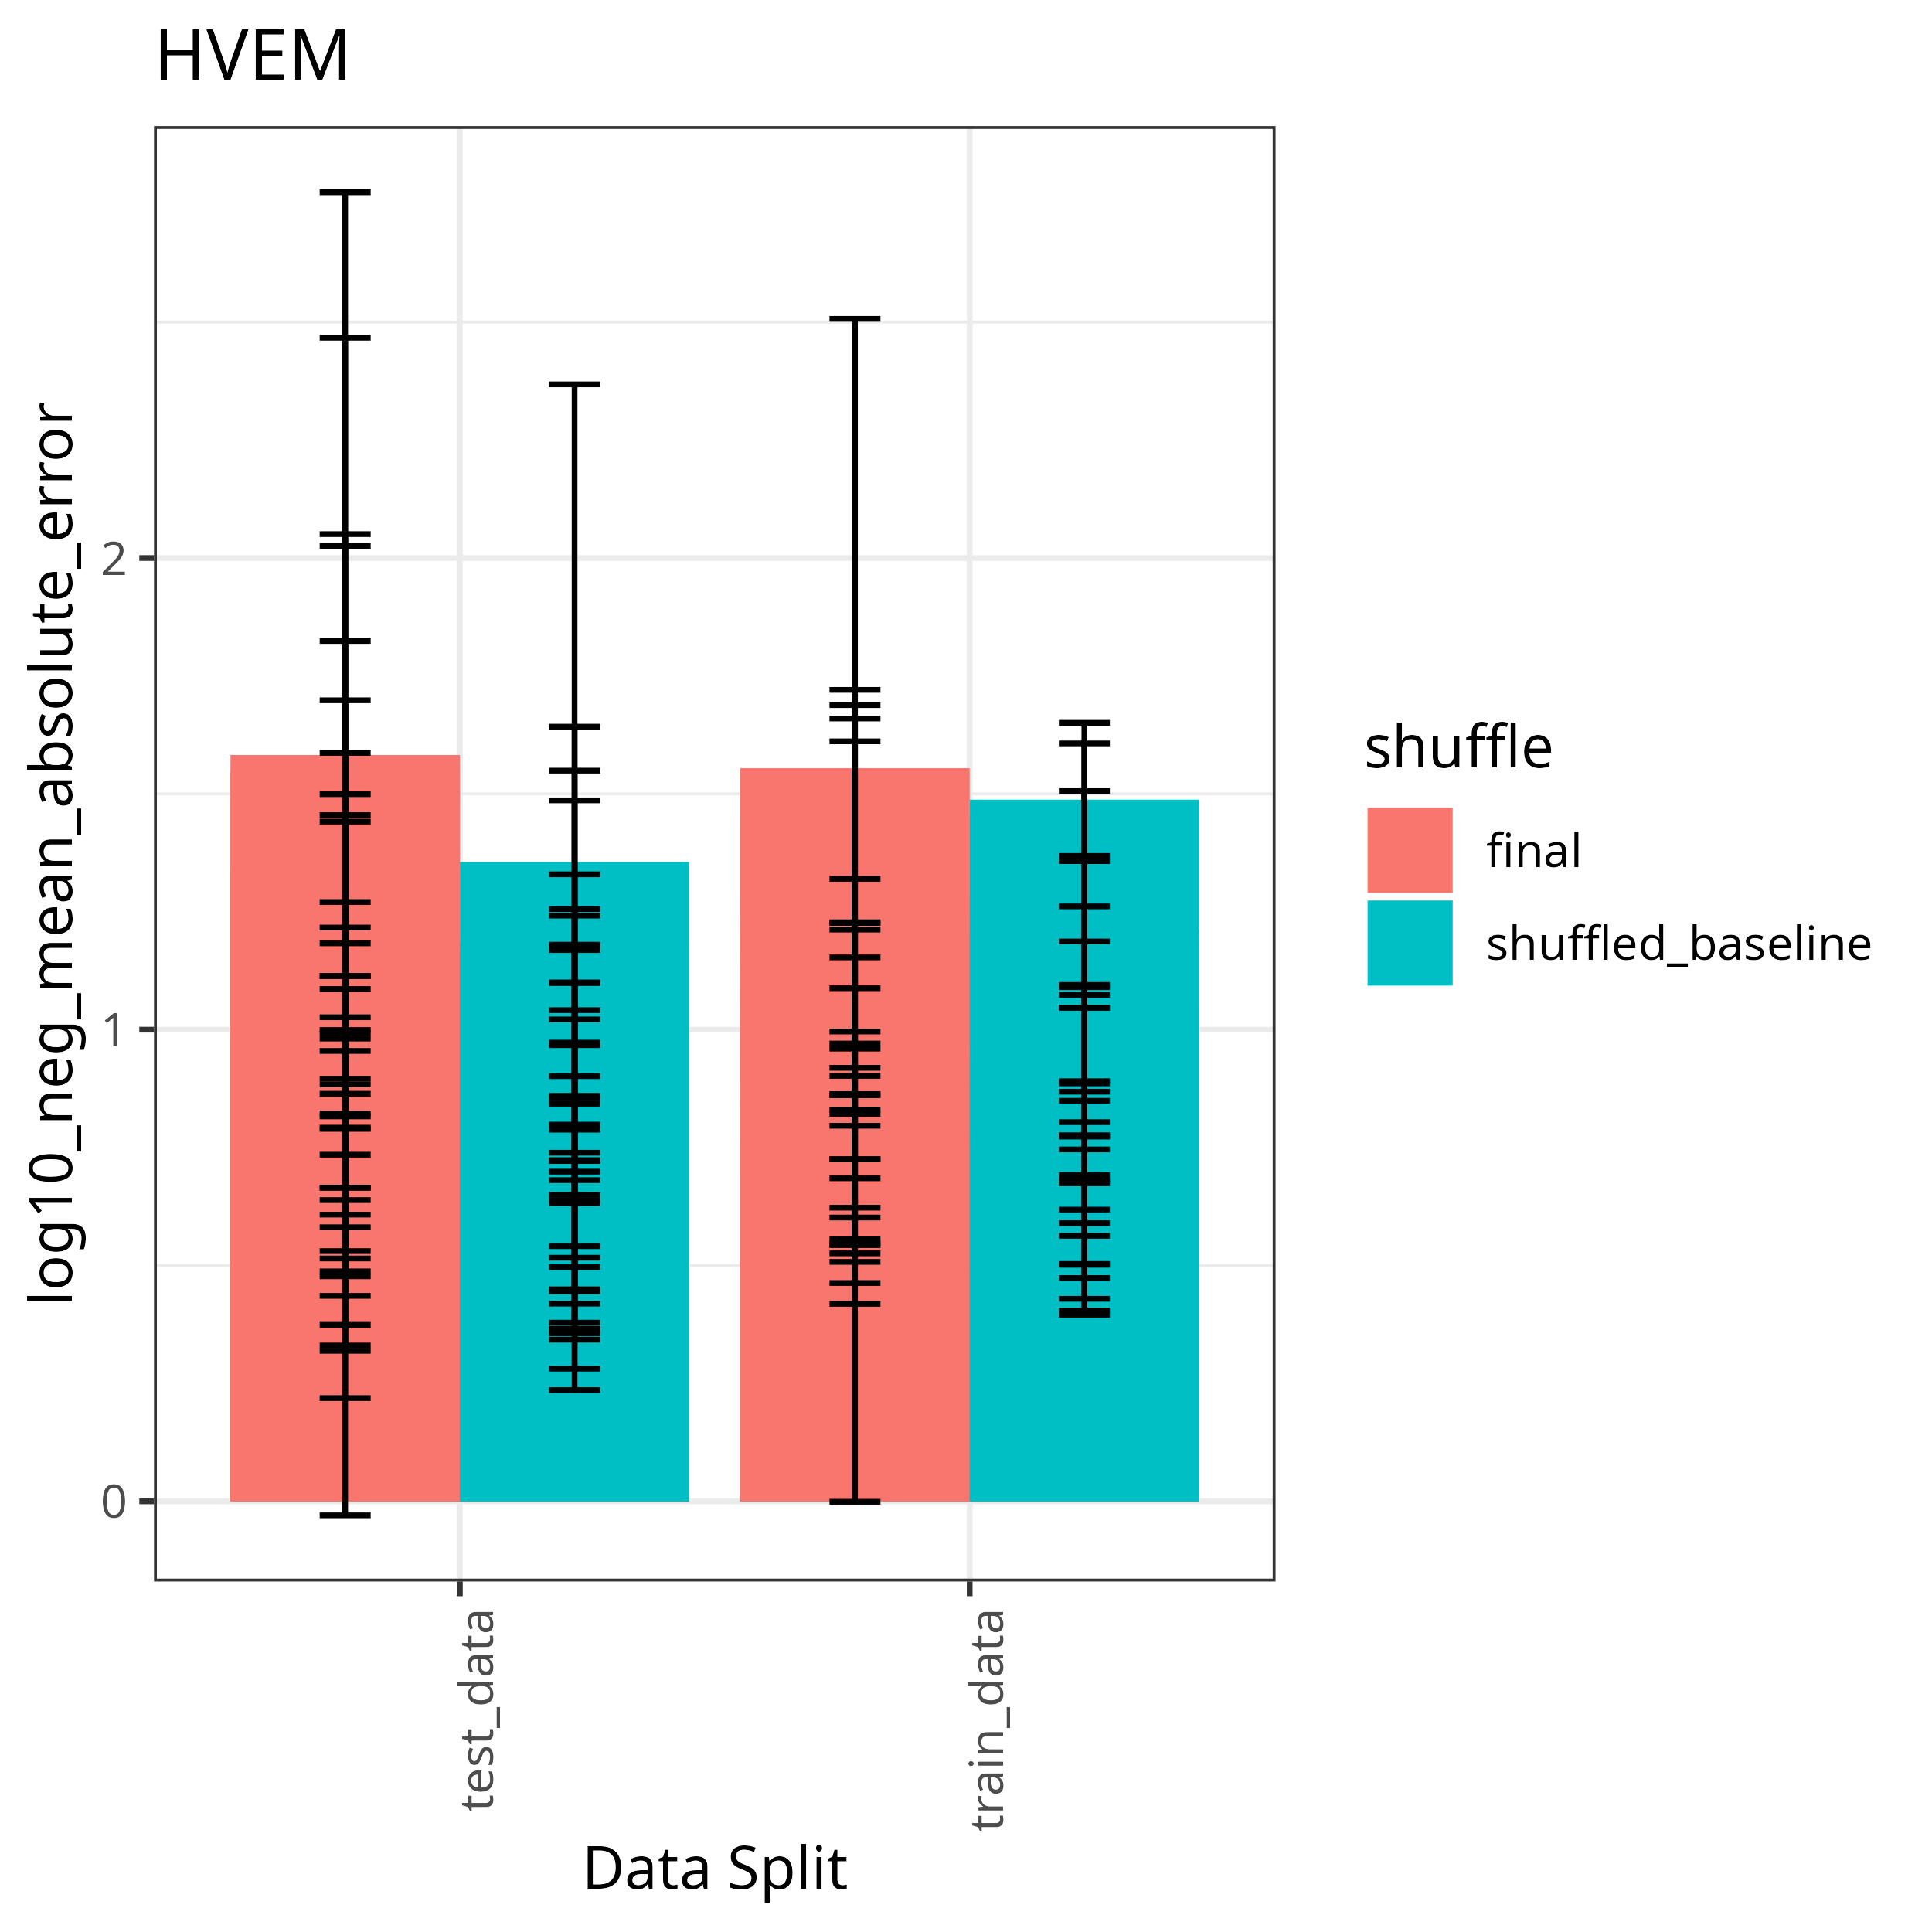 HVEM
log10_neg_mean_absolute_error
2
1
0
test_data
train_data
Data Split
shuffle
final
shuffled_baseline